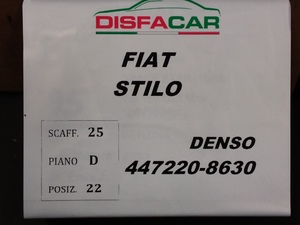 DISFACAR
FIAT
STILO
SCAFF. 25
PIANO D
POSIZ. 22
DENSO
447220-8630